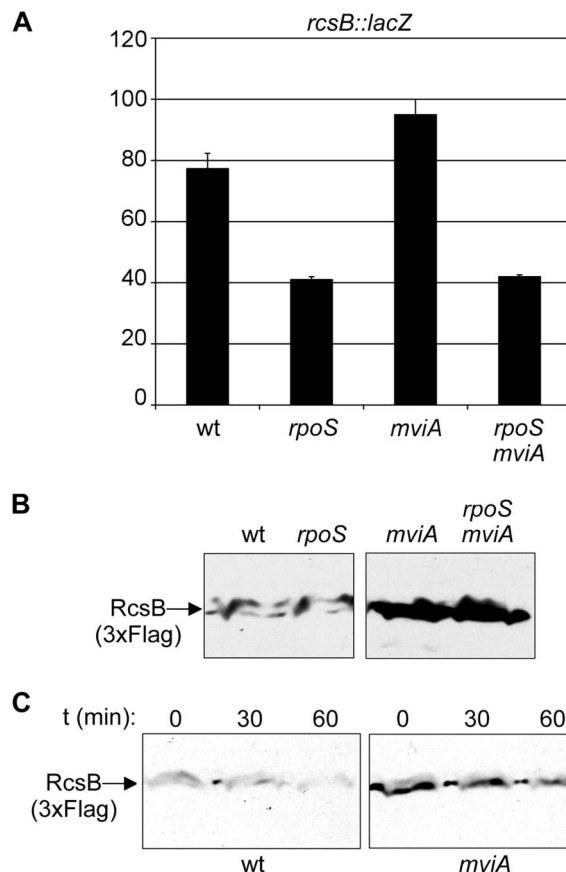 A
rcsB::lacZ
120
100
80
60
40
20
0
wt
rpoS
mviA
rpoS
mviA
B
wt
rpoS
mviA
rpoS
mviA
RcsB
(3xFlag)
C
t (min):
0
30
60
0
30
60
RcsB
(3xFlag)
wt
mviA